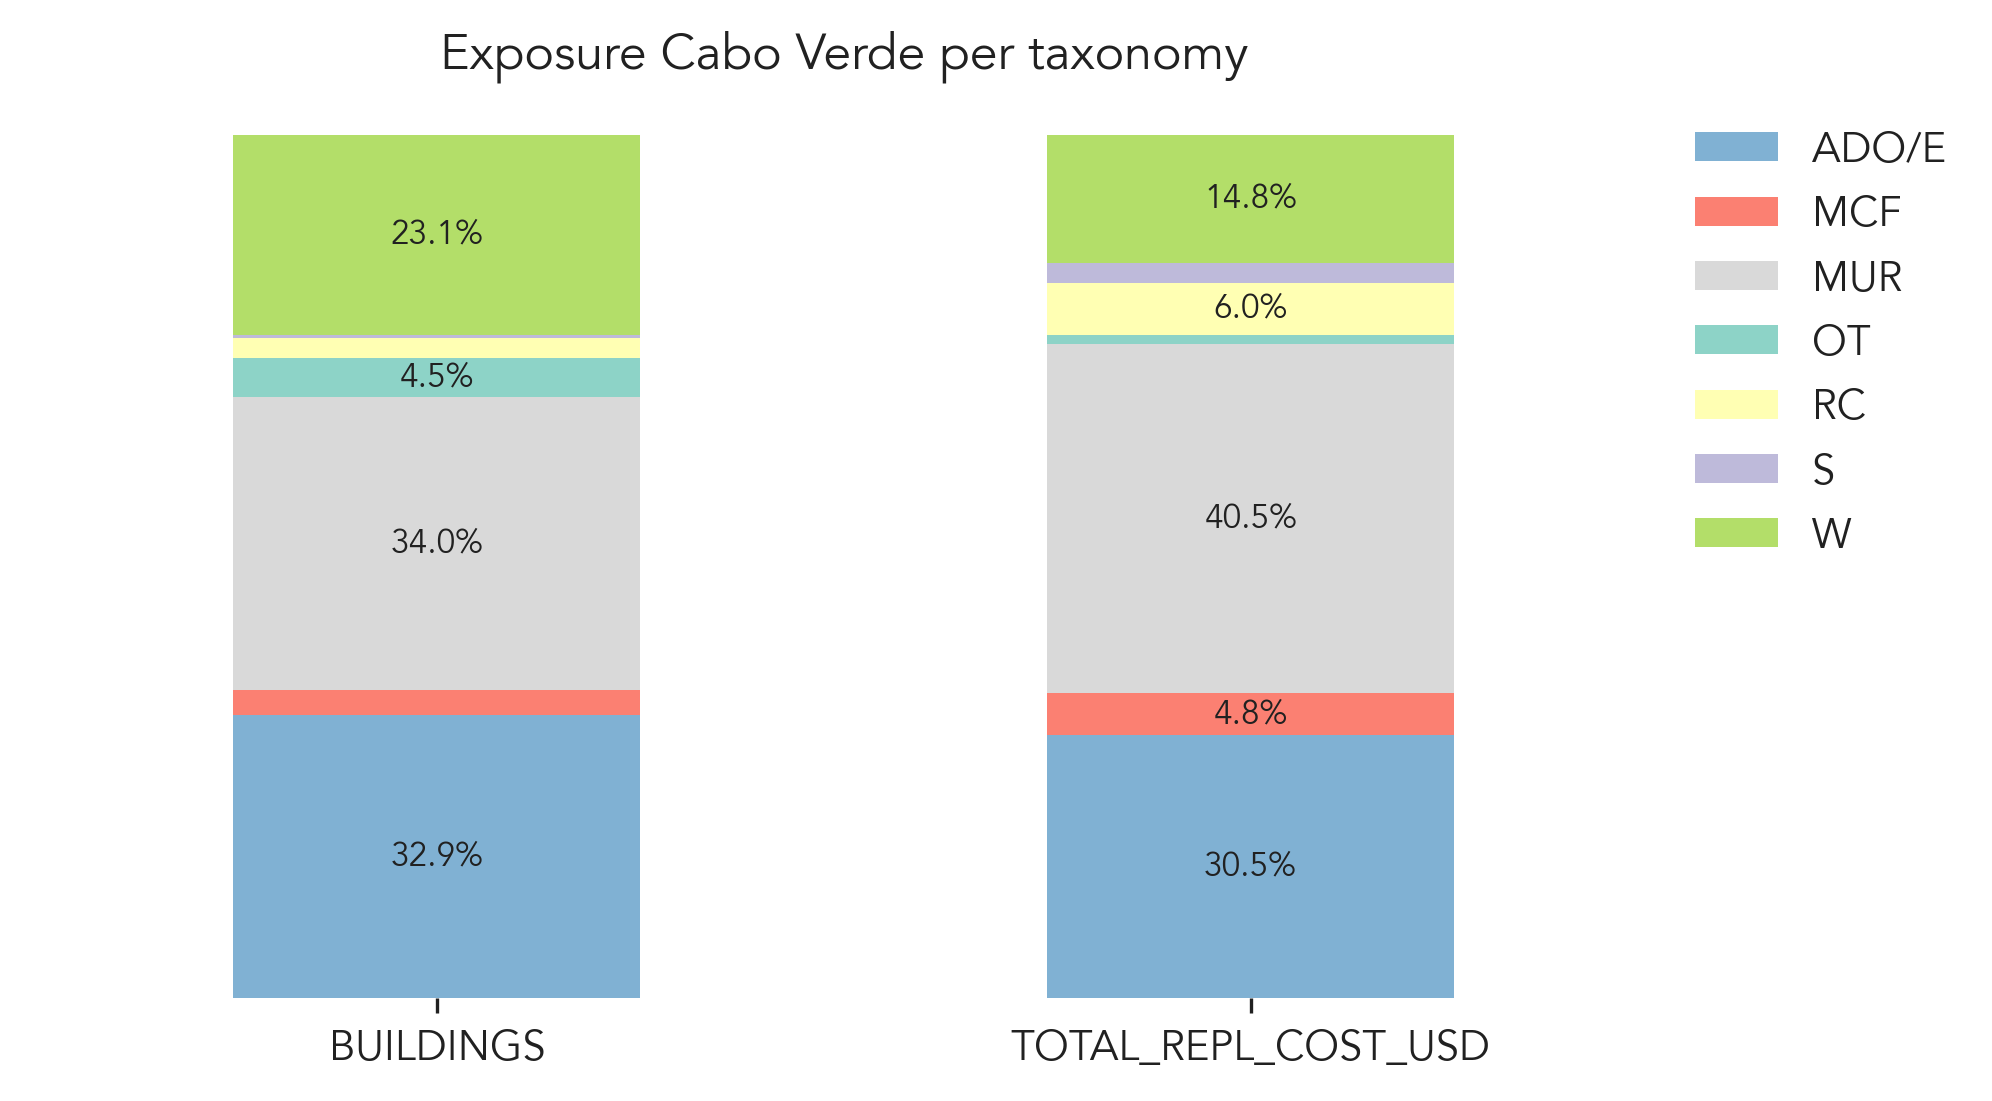 Exposure Cabo Verde per taxonomy
23.1%
4.5%
34.0%
32.9%
BUILDINGS
14.8%
6.0%
40.5%
4.8%
30.5%
TOTAL_REPL_COST_USD
ADO/E
MCF
MUR
OT
RC
S
W